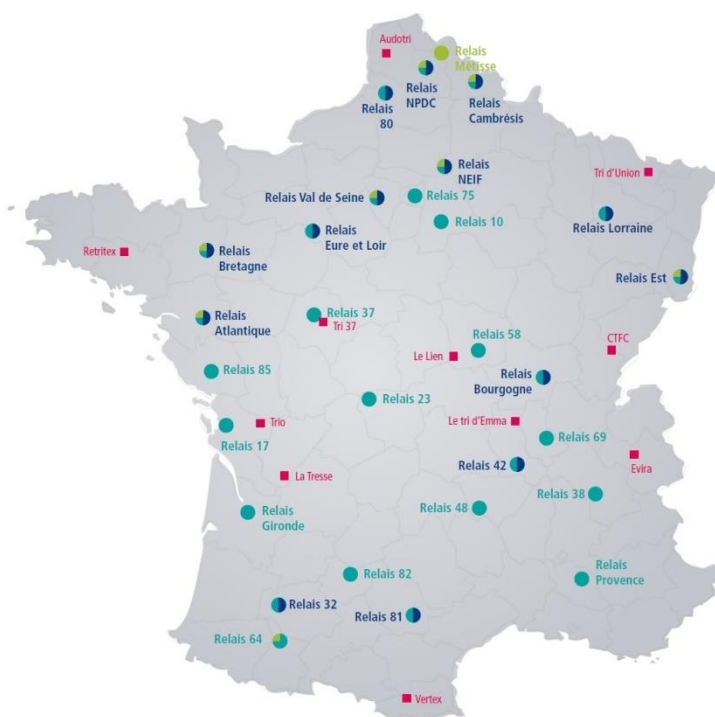 Audotri
Relais
Métisse
Relais
NPDC
Relais
80
Relais
Cambrésis
Relais
NEIF
Tri d'Union
Relais Val de Seine
Relais 75
Relais 10
Relais Lorraine
Relais
Eure et Loir
Retritex
Relais
Bretagne
Relais Est
Relais
Atlantique
Relais 37
Tri 37
Relais 58
CTFC
Le Lien
Relais 85
Relais
Bourgogne
Relais 23
Trio
Le tri d'Emma
Relais 17
Relais 69
Relais 42
Evira
La Tresse
Relais 38
Relais 48
Relais
Gironde
Relais 82
Relais
Provence
Relais 32
Relais 81
Relais 64
Vertex